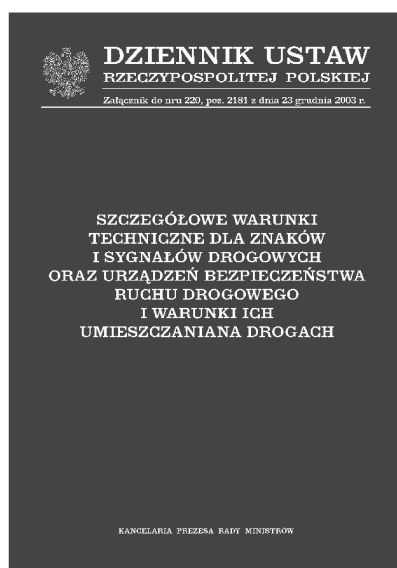 DZIENNIK USTAW
RZECZYPOSPOLITEJ POLSKIEJ
Załącznik do nru 220, poz. 2181 z dnia 23 grudnia 2003 r.
SZCZEGÓŁOWE WARUNKI
TECHNICZNE DLA ZNAKÓW
I SYGNAŁÓW DROGOWYCH
ORAZ URZĄDZEŃ BEZPIECZEŃSTWA
RUCHU DROGOWEGO
I WARUNKI ICH
UMIESZCZANIANA DROGACH
KANCELARIA PREZESA RADY MINISTRÓW